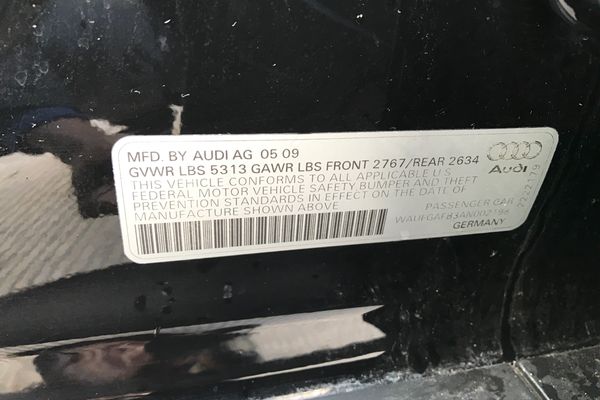 MFD. BY AUDI AG 05 09
GVWR LBS 5313 GAWR LBS FRONT 2767/REAR 2634
THIS VEHICLE CONFORMS TO ALL APPLICABLE U.S.
FEDERAL MOTOR VEHICLE SAFETY BUMPER AND THEFT
PREVENTION STANDARDS IN EFFECT ON THE DATE OF
MANUFACTURE SHOWN ABOVE
Audi
PASSENGER CAR
GERMANY